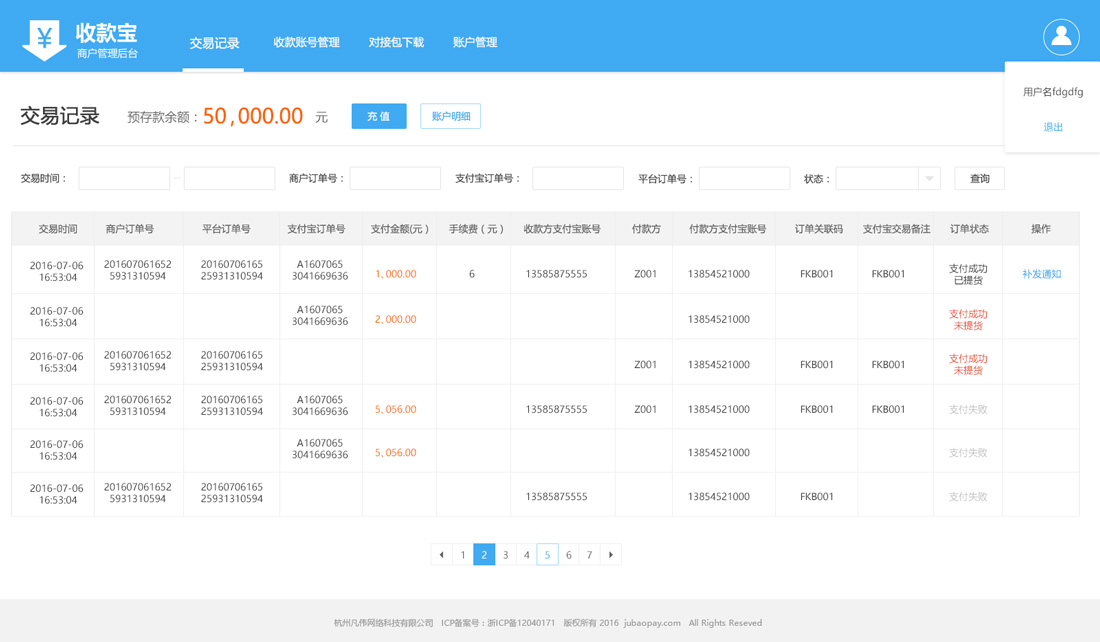 ¥ 收款宝
商户管理后台
交易记录 收款账号管理 对接包下载 账户管理
用户名fdgdfg
退出
交易记录 预存款余额：50,000.00 元 充 值 账户明细
交易时间： - 商户订单号： 支付宝订单号： 平台订单号： 状态： 查询
交易时间 商户订单号 平台订单号 支付宝订单号 支付金额(元） 手续费（元） 收款方支付宝账号 付款方 付款方支付宝账号 订单关联码 支付宝交易备注 订单状态 操作
2016-07-06 201607061652 20160706165 A1607065 1,000.00 6 13585875555 Z001 13854521000 FKB001 FKB001 支付成功 补发通知
16:53:04 5931310594 25931310594 3041669636 已提货
2016-07-06 A1607065 2,000.00 13854521000 支付成功
16:53:04 3041669636 未提货
2016-07-06 201607061652 20160706165 Z001 13854521000 FKB001 FKB001 支付成功
16:53:04 5931310594 25931310594 未提货
2016-07-06 201607061652 20160706165 A1607065 5,056.00 13585875555 Z001 13854521000 FKB001 FKB001 支付失败
16:53:04 5931310594 25931310594 3041669636
2016-07-06 A1607065 5,056.00 13854521000 支付失败
16:53:04 3041669636
2016-07-06 201607061652 20160706165 13585875555 13854521000 FKB001 支付失败
16:53:04 5931310594 25931310594
1 2 3 4 5 6 7
杭州凡伟网络科技有限公司 ICP备案号：浙ICP备12040171 版权所有 2016 jubaopay.com All Rights Reseved